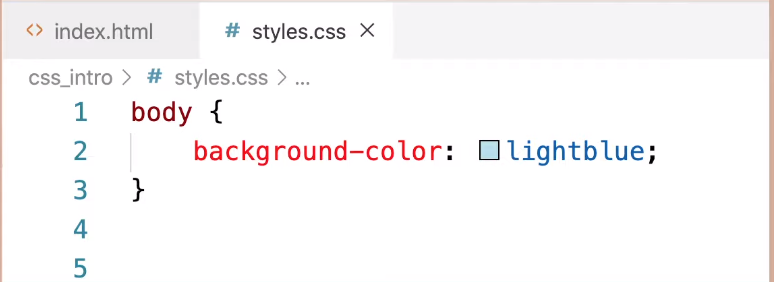 <> index.html # styles.css ×
css_intro > # styles.css > ...
1 body {
2     background-color: lightblue;
3 }
4
5